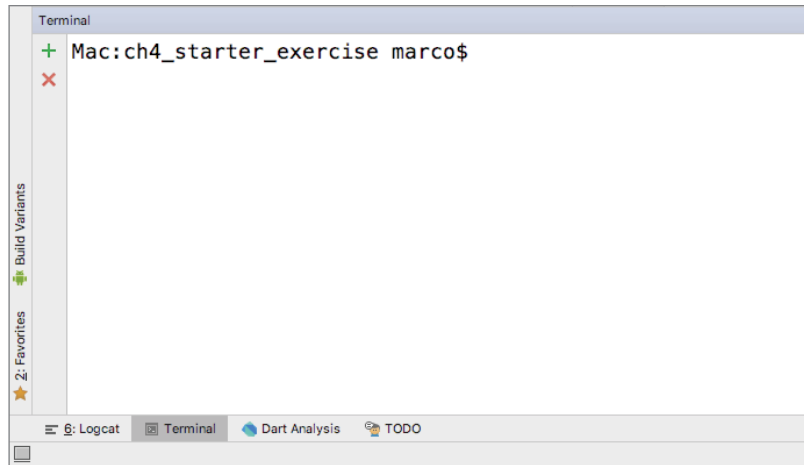 Terminal
Mac:ch4_starter_exercise marco$
Build Variants
2: Favorites
6: Logcat
Terminal
Dart Analysis
TODO